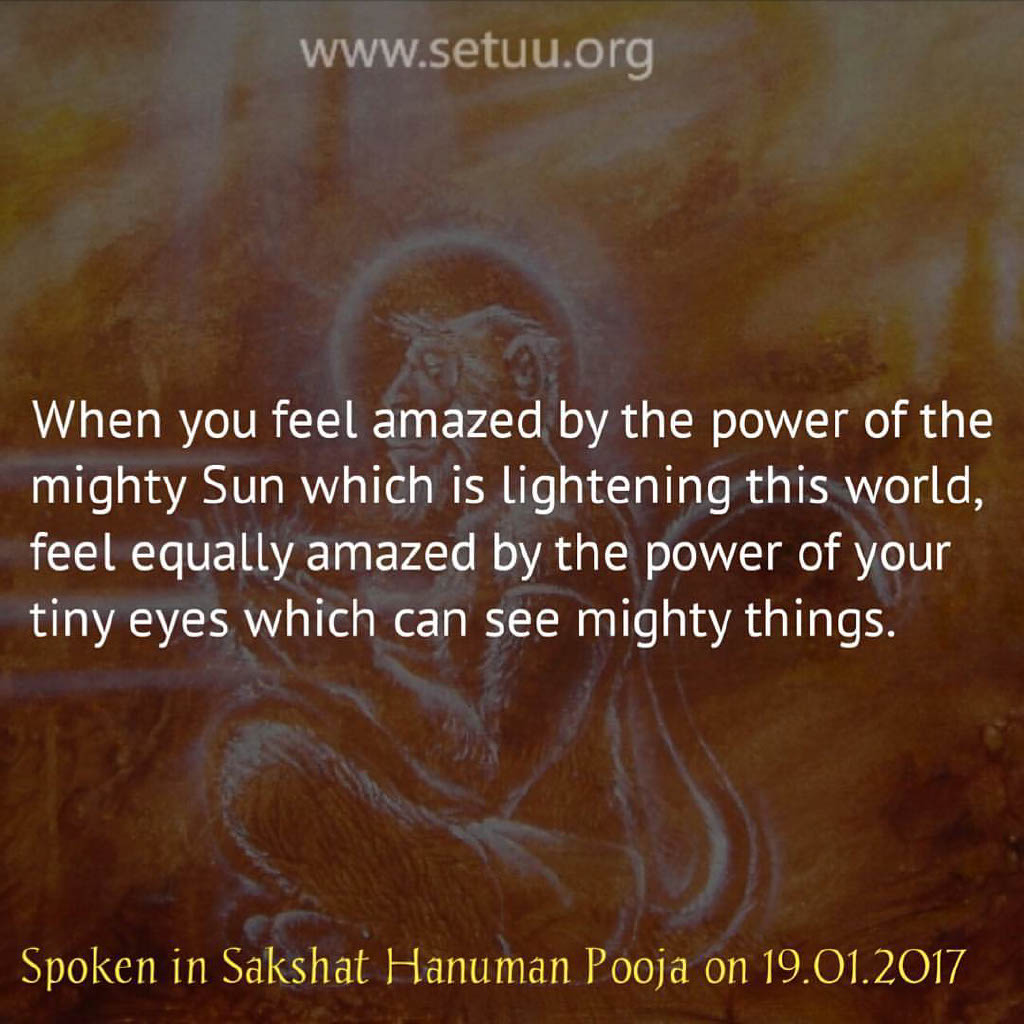 www.setuu.org
When you feel amazed by the power of the
mighty Sun which is lightening this world,
feel equally amazed by the power of your
tiny eyes which can see mighty things.
Spoken in Sakshat Hanuman Pooja on 19.01.2017